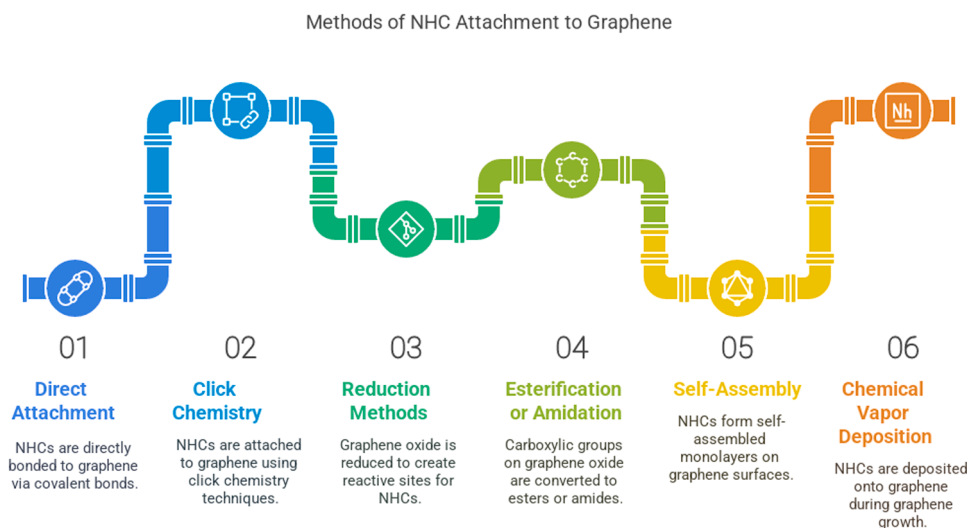 Methods of NHC Attachment to Graphene
C
C
C
C
C
C
Nh
01
Direct
Attachment
NHCs are directly
bonded to graphene
via covalent bonds.
02
Click
Chemistry
NHCs are attached
to graphene using
click chemistry
techniques.
03
Reduction
Methods
Graphene oxide is
reduced to create
reactive sites for
NHCs.
04
Esterification
or Amidation
Carboxylic groups
on graphene oxide
are converted to
esters or amides.
05
Self-Assembly
NHCs form self-
assembled
monolayers on
graphene surfaces.
06
Chemical
Vapor
Deposition
NHCs are deposited
onto graphene
during graphene
growth.